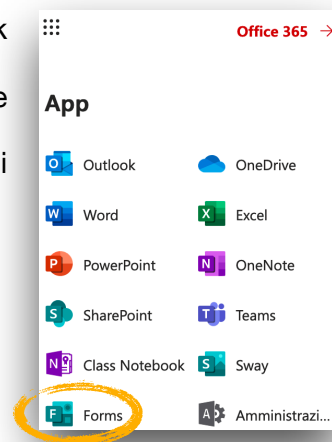 k
Office 365 →
e
App
i
Outlook OneDrive
Word Excel
PowerPoint OneNote
SharePoint Teams
Class Notebook Sway
Forms Amministrazi...